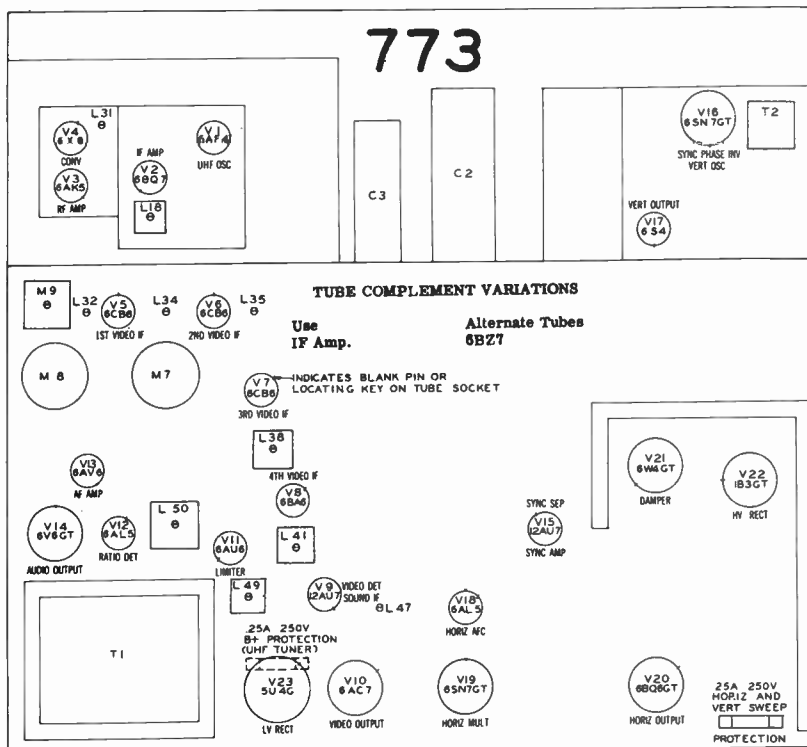 773
L31
V4
6X8
CONV
V3
6AK5
RF AMP
IF AMP
V2
6BQ7
L18
V1
6AF4
UHF OSC
C3
C2
V16
6SN7GT
SYNC PHASE INV
VERT OSC
T2
VERT OUTPUT
V17
6S4
TUBE COMPLEMENT VARIATIONS
Use Alternate Tubes
IF Amp. 6BZ7
M9
L32
V5
6CB6
1ST VIDEO IF
L34
V6
6CB6
2ND VIDEO IF
L35
M8
M7
V7
6CB6
3RD VIDEO IF
INDICATES BLANK PIN OR
LOCATING KEY ON TUBE SOCKET
L38
4TH VIDEO IF
V8
6BA6
V13
6AV6
AF AMP
V14
6V6GT
AUDIO OUTPUT
V12
6AL5
RATIO DET
L 50
V11
6AU6
LIMITER
L 41
L49
V9
12AU7
VIDEO DET
SOUND IF
L47
SYNC SEP
V15
12AU7
SYNC AMP
V21
6W4GT
DAMPER
V22
1B3GT
HV RECT
V18
6AL5
HORIZ AFC
T1
.25A 250V
B+ PROTECTION
(UHF TUNER)
V23
5U4G
LV RECT
V10
6AC7
VIDEO OUTPUT
V19
6SN7GT
HORIZ MULT
V20
6BQ6GT
HORIZ OUTPUT
.25A 250V
HORIZ AND
VERT SWEEP
PROTECTION